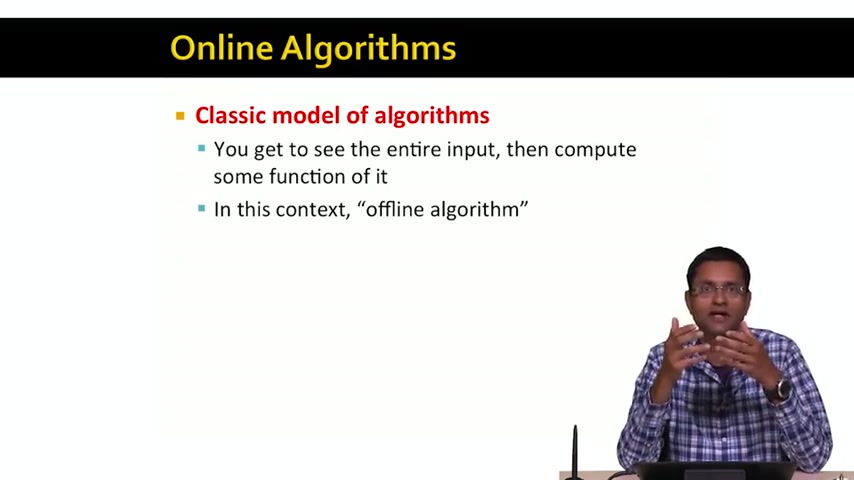 Online Algorithms
Classic model of algorithms
You get to see the entire input, then compute
some function of it
In this context, “offline algorithm”